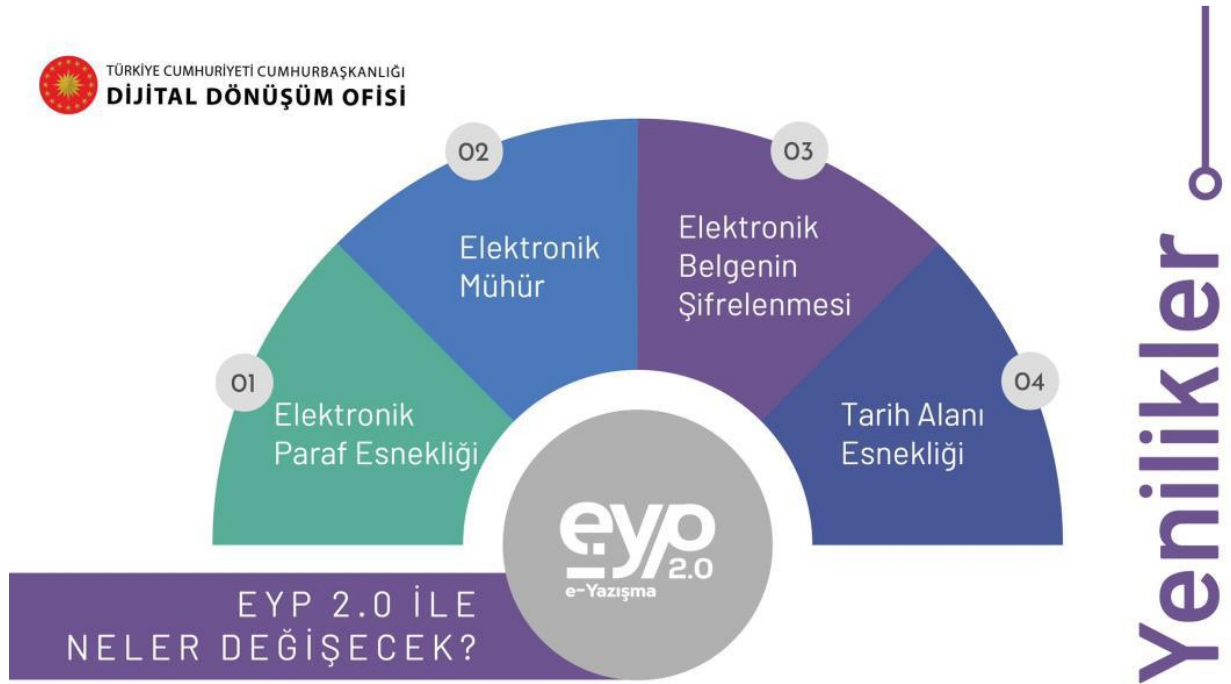 TÜRKİYE CUMHURİYETİ CUMHURBAŞKANLIĞI
DİJİTAL DÖNÜŞÜM OFİSİ
01
Elektronik
Paraf Esnekliği
02
Elektronik
Mühür
03
Elektronik
Belgenin
Şifrelenmesi
04
Tarih Alanı
Esnekliği
eyp
2.0
e-Yazışma
EYP 2.0 İLE
NELER DEĞİŞECEK?
Yenilikler